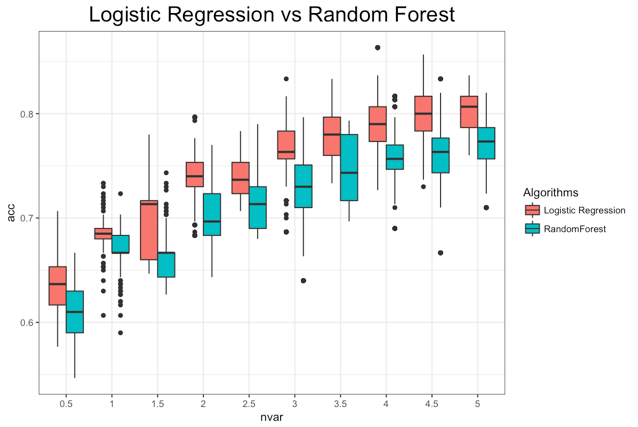 Logistic Regression vs Random Forest
acc
0.8
0.7
0.6
0.5 1 1.5 2 2.5 3 3.5 4 4.5 5
nvar
Algorithms
Logistic Regression
RandomForest